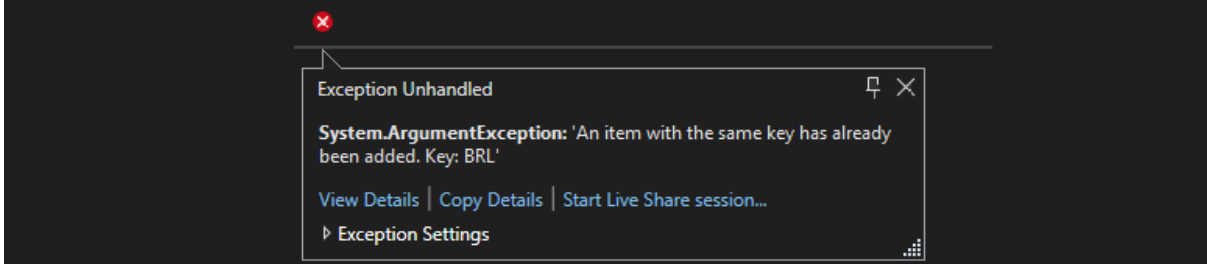 Exception Unhandled
System.ArgumentException: 'An item with the same key has already
been added. Key: BRL'
View Details | Copy Details | Start Live Share session...
Exception Settings